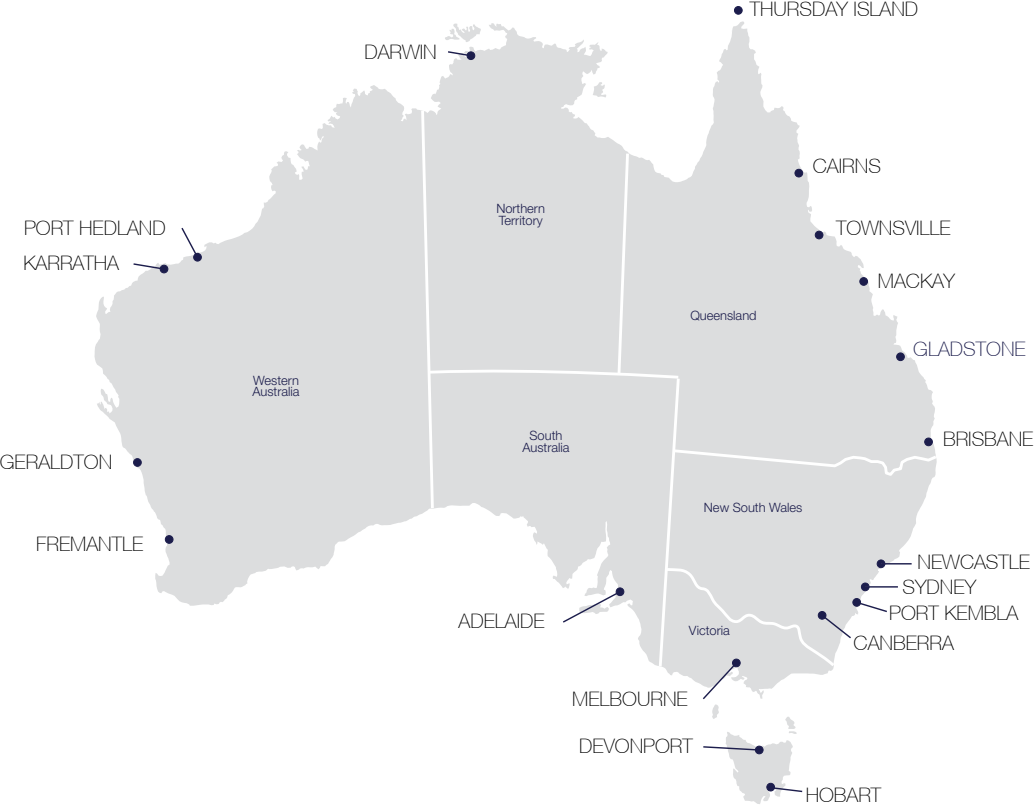 THURSDAY ISLAND
DARWIN
CAIRNS
Northern
Territory
PORT HEDLAND
TOWNSVILLE
KARRATHA
MACKAY
Queensland
GLADSTONE
Western
Australia
South
Australia
BRISBANE
GERALDTON
New South Wales
FREMANTLE
NEWCASTLE
SYDNEY
PORT KEMBLA
ADELAIDE
Victoria
CANBERRA
MELBOURNE
DEVONPORT
HOBART